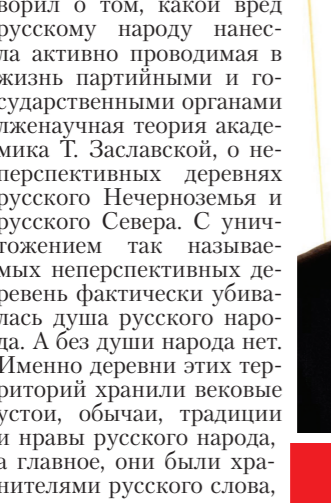 ворил о том, какой вред
русскому народу нанес-
ла активно проводимая в
жизнь партийными и го-
сударственными органами
лженаучная теория акаде-
мика Т. Заславской, о не-
перспективных деревнях
русского Нечерноземья и
русского Севера. С унич-
тожением так называе-
мых неперспективных де-
ревень фактически убива-
лась душа русского наро-
да. А без души народа нет.
Именно деревни этих тер-
риторий хранили вековые
устои, обычаи, традиции
и нравы русского народа,
а главное, они были хра-
нителями русского слова,